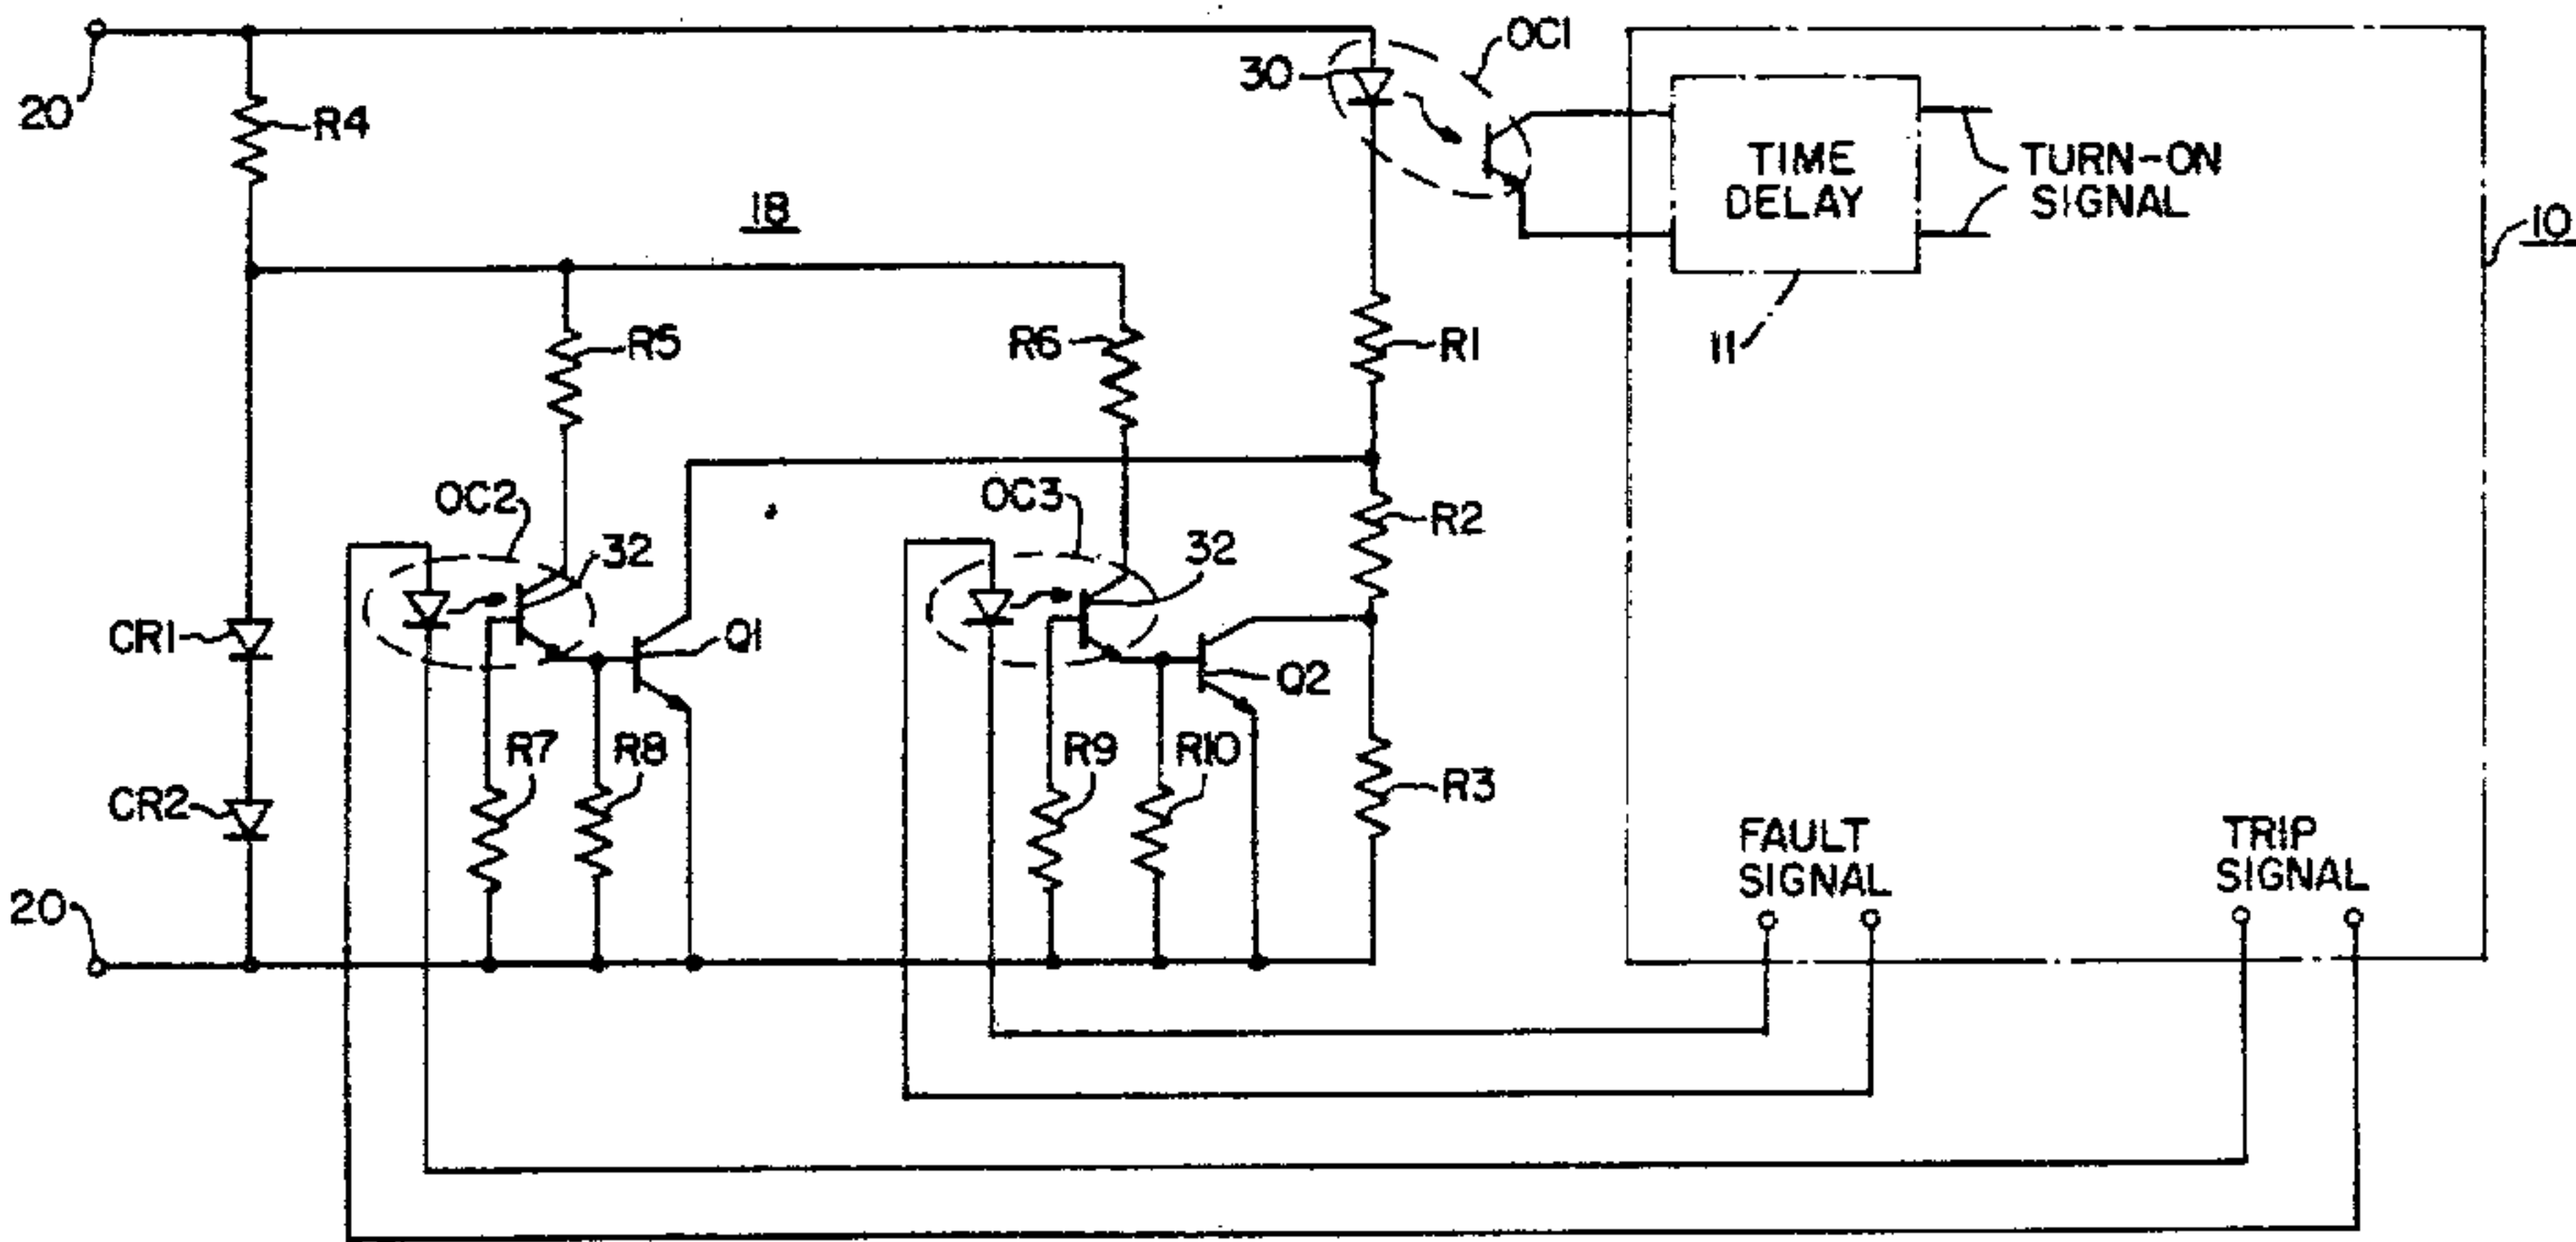 OC1
30
20
R4
TIME
DELAY
TURN-ON
SIGNAL
18
10
11
R5
R6
R1
OC2
32
OC3
32
R2
CR1
Q1
Q2
R7
R8
R9
R10
R3
CR2
FAULT
SIGNAL
TRIP
SIGNAL
20